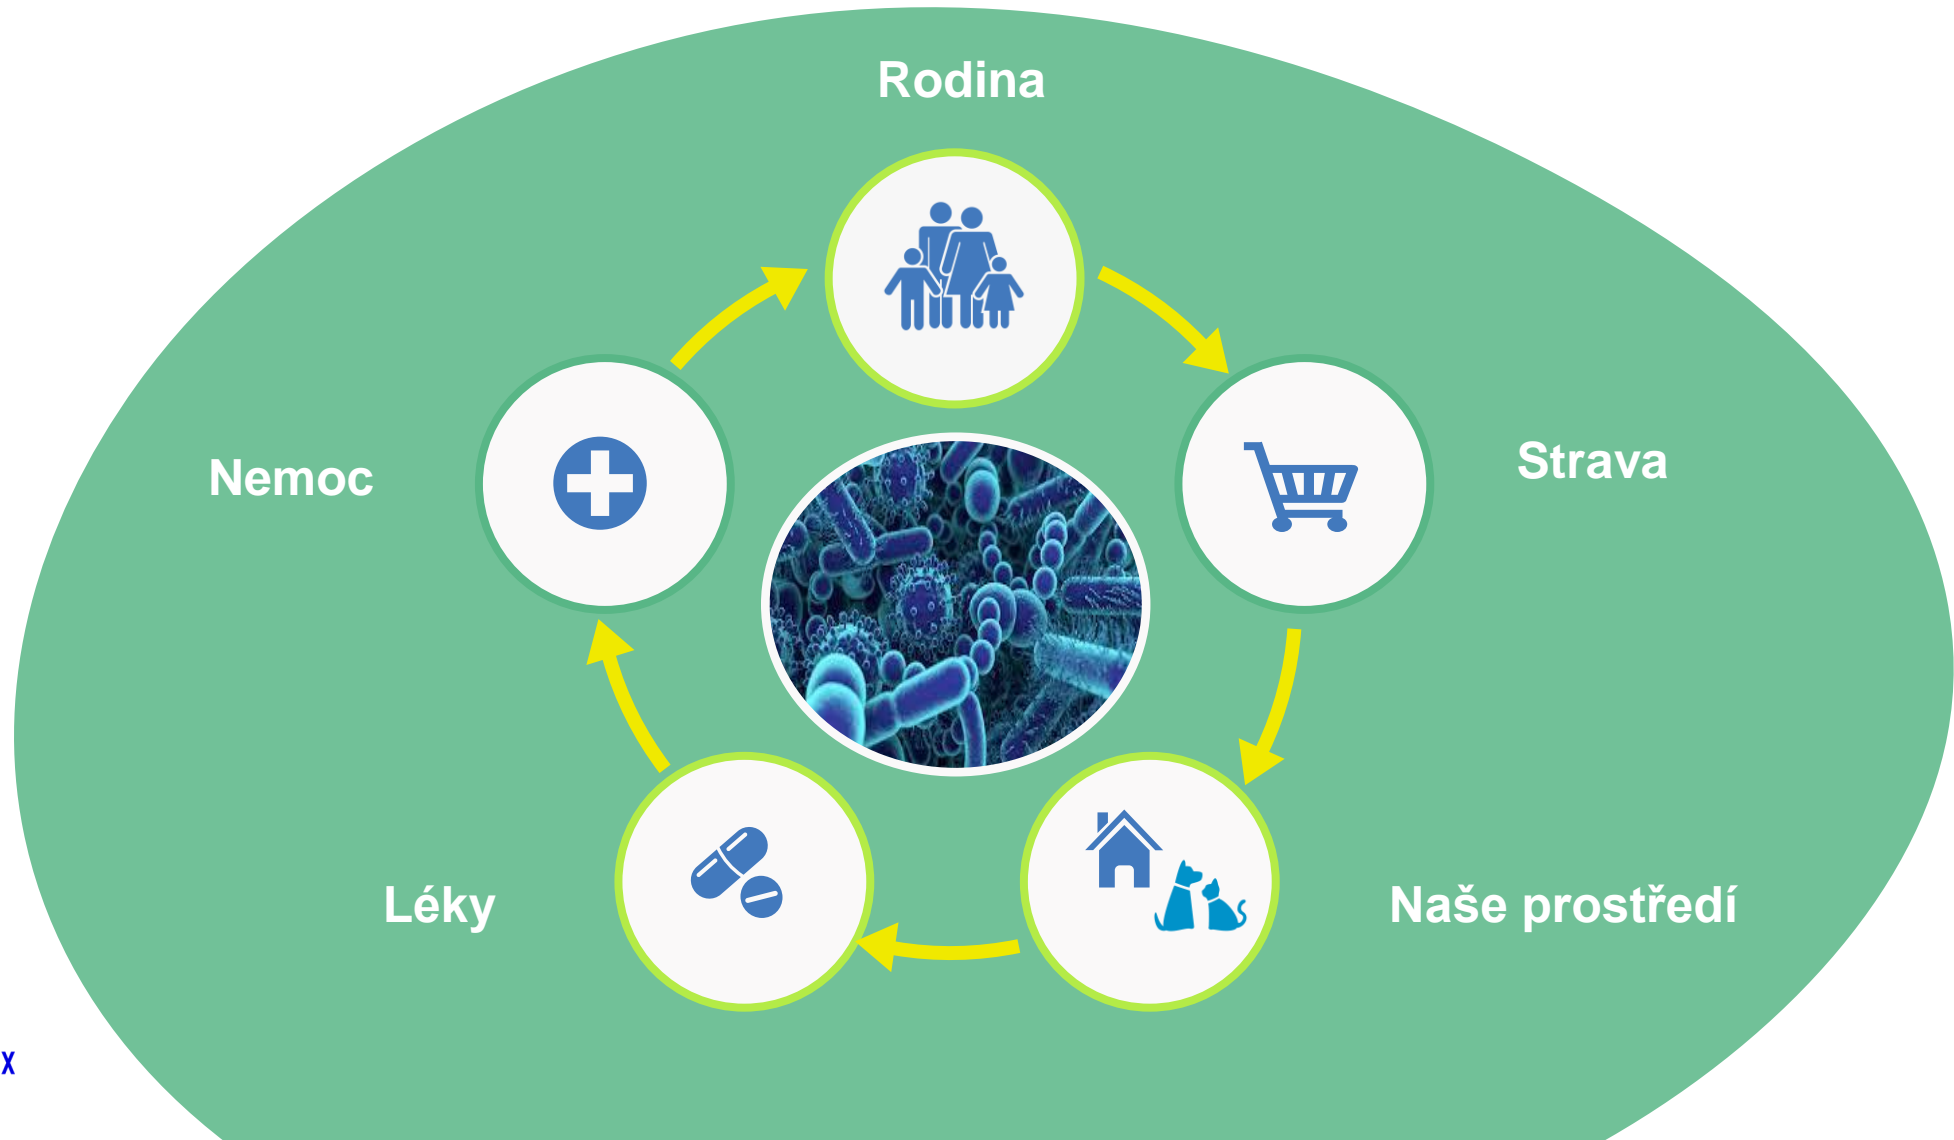 Rodina
Nemoc
Strava
Léky
Naše prostředí
X